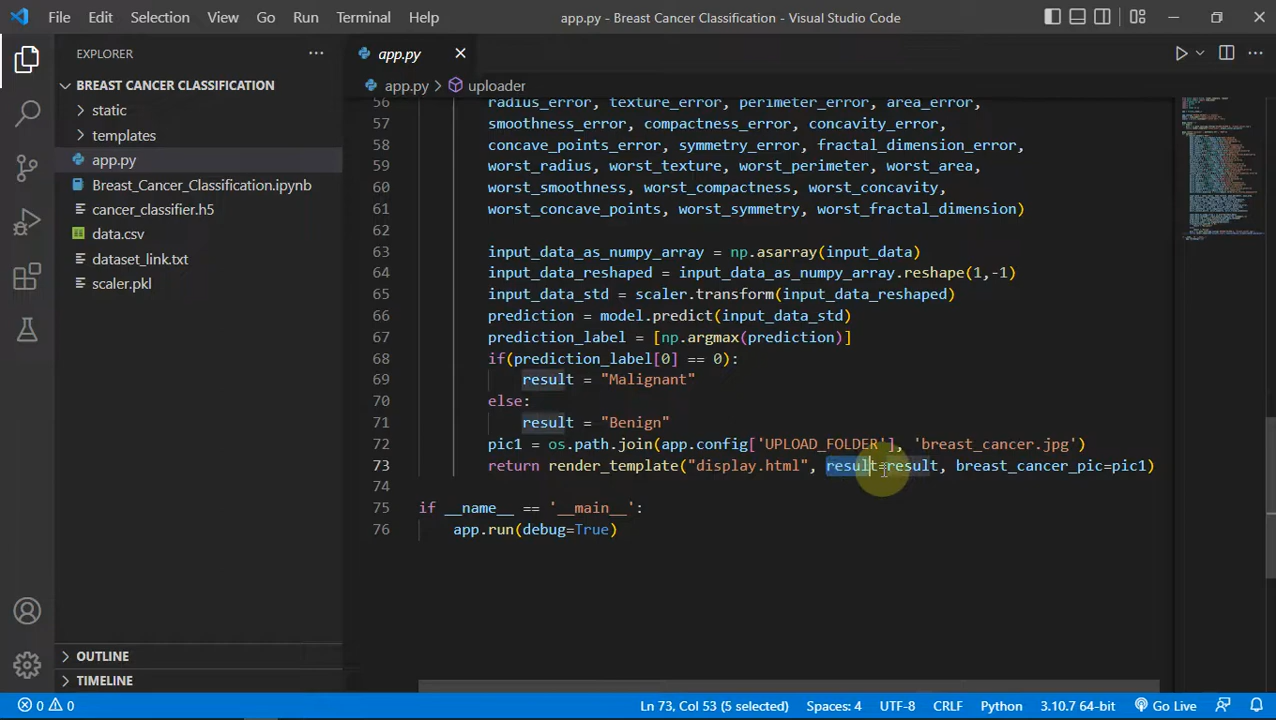 File Edit Selection View Go Run Terminal Help app.py - Breast Cancer Classification - Visual Studio Code
EXPLORER
BREAST CANCER CLASSIFICATION
static
templates
app.py
Breast_Cancer_Classification.ipynb
cancer_classifier.h5
data.csv
dataset_link.txt
scaler.pkl
OUTLINE
TIMELINE
app.py
app.py > uploader
56 radius_error, texture_error, perimeter_error, area_error,
57 smoothness_error, compactness_error, concavity_error,
58 concave_points_error, symmetry_error, fractal_dimension_error,
59 worst_radius, worst_texture, worst_perimeter, worst_area,
60 worst_smoothness, worst_compactness, worst_concavity,
61 worst_concave_points, worst_symmetry, worst_fractal_dimension)
62
63 input_data_as_numpy_array = np.asarray(input_data)
64 input_data_reshaped = input_data_as_numpy_array.reshape(1,-1)
65 input_data_std = scaler.transform(input_data_reshaped)
66 prediction = model.predict(input_data_std)
67 prediction_label = [np.argmax(prediction)]
68 if(prediction_label[0] == 0):
69 result = "Malignant"
70 else:
71 result = "Benign"
72 pic1 = os.path.join(app.config['UPLOAD_FOLDER'], 'breast_cancer.jpg')
73 return render_template("display.html", result=result, breast_cancer_pic=pic1)
74
75 if __name__ == '__main__':
76 app.run(debug=True)
0 0 Ln 73, Col 53 (5 selected) Spaces: 4 UTF-8 CRLF Python 3.10.7 64-bit Go Live